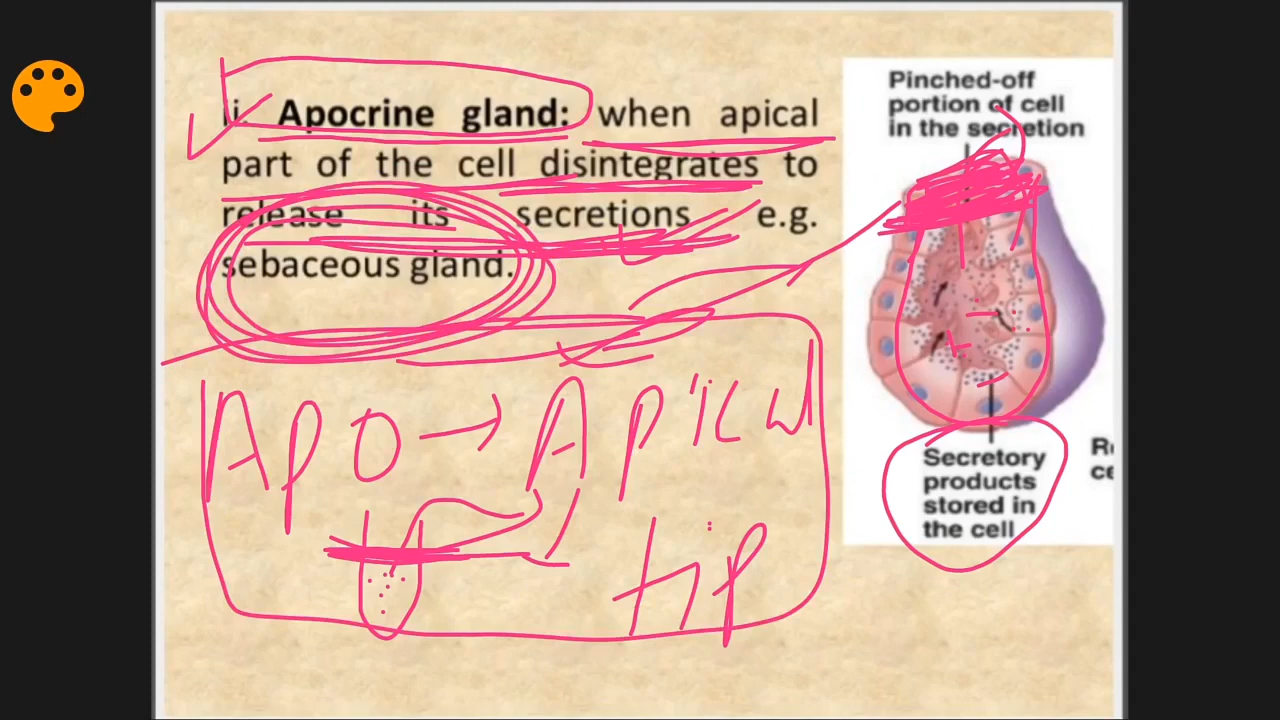 ii. Apocrine gland: when apical
part of the cell disintegrates to
release its secretions e.g.
sebaceous gland.
Pinched-off
portion of cell
in the secretion
APO → APical
tip
Secretory
products
stored in
the cell